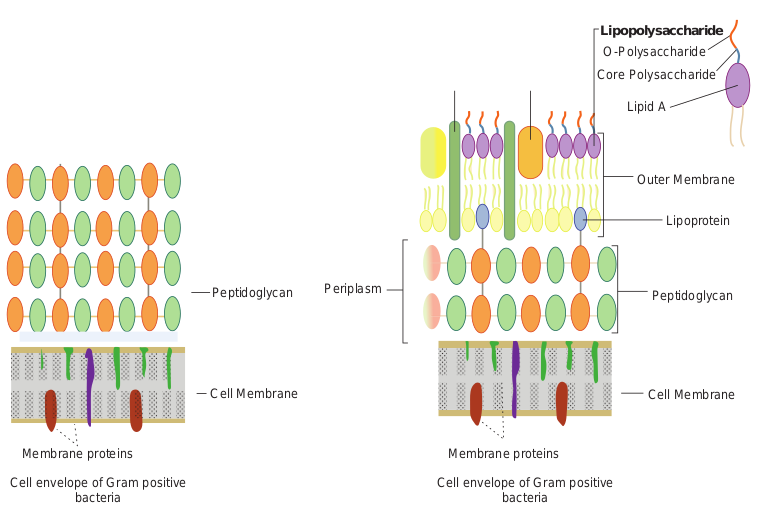 Lipopolysaccharide
O-Polysaccharide
Core Polysaccharide
Lipid A
Outer Membrane
Lipoprotein
Periplasm
Peptidoglycan
Peptidoglycan
Cell Membrane
Cell Membrane
Membrane proteins
Membrane proteins
Cell envelope of Gram positive
bacteria
Cell envelope of Gram positive
bacteria